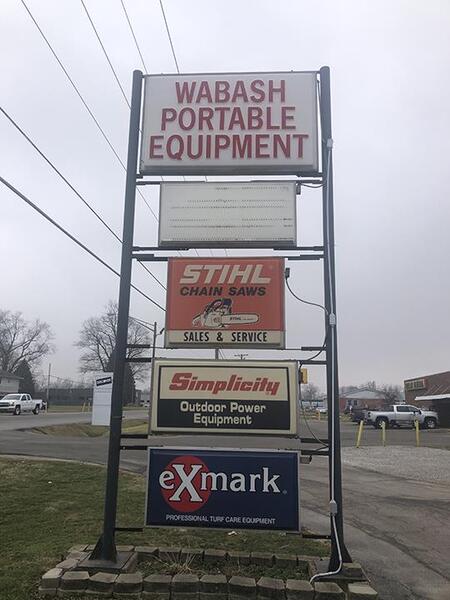 WABASH
PORTABLE
EQUIPMENT
STIHL
CHAIN SAWS
STIHL
SALES & SERVICE
Simplicity
Outdoor Power
Equipment
eXmark
PROFESSIONAL TURF CARE EQUIPMENT